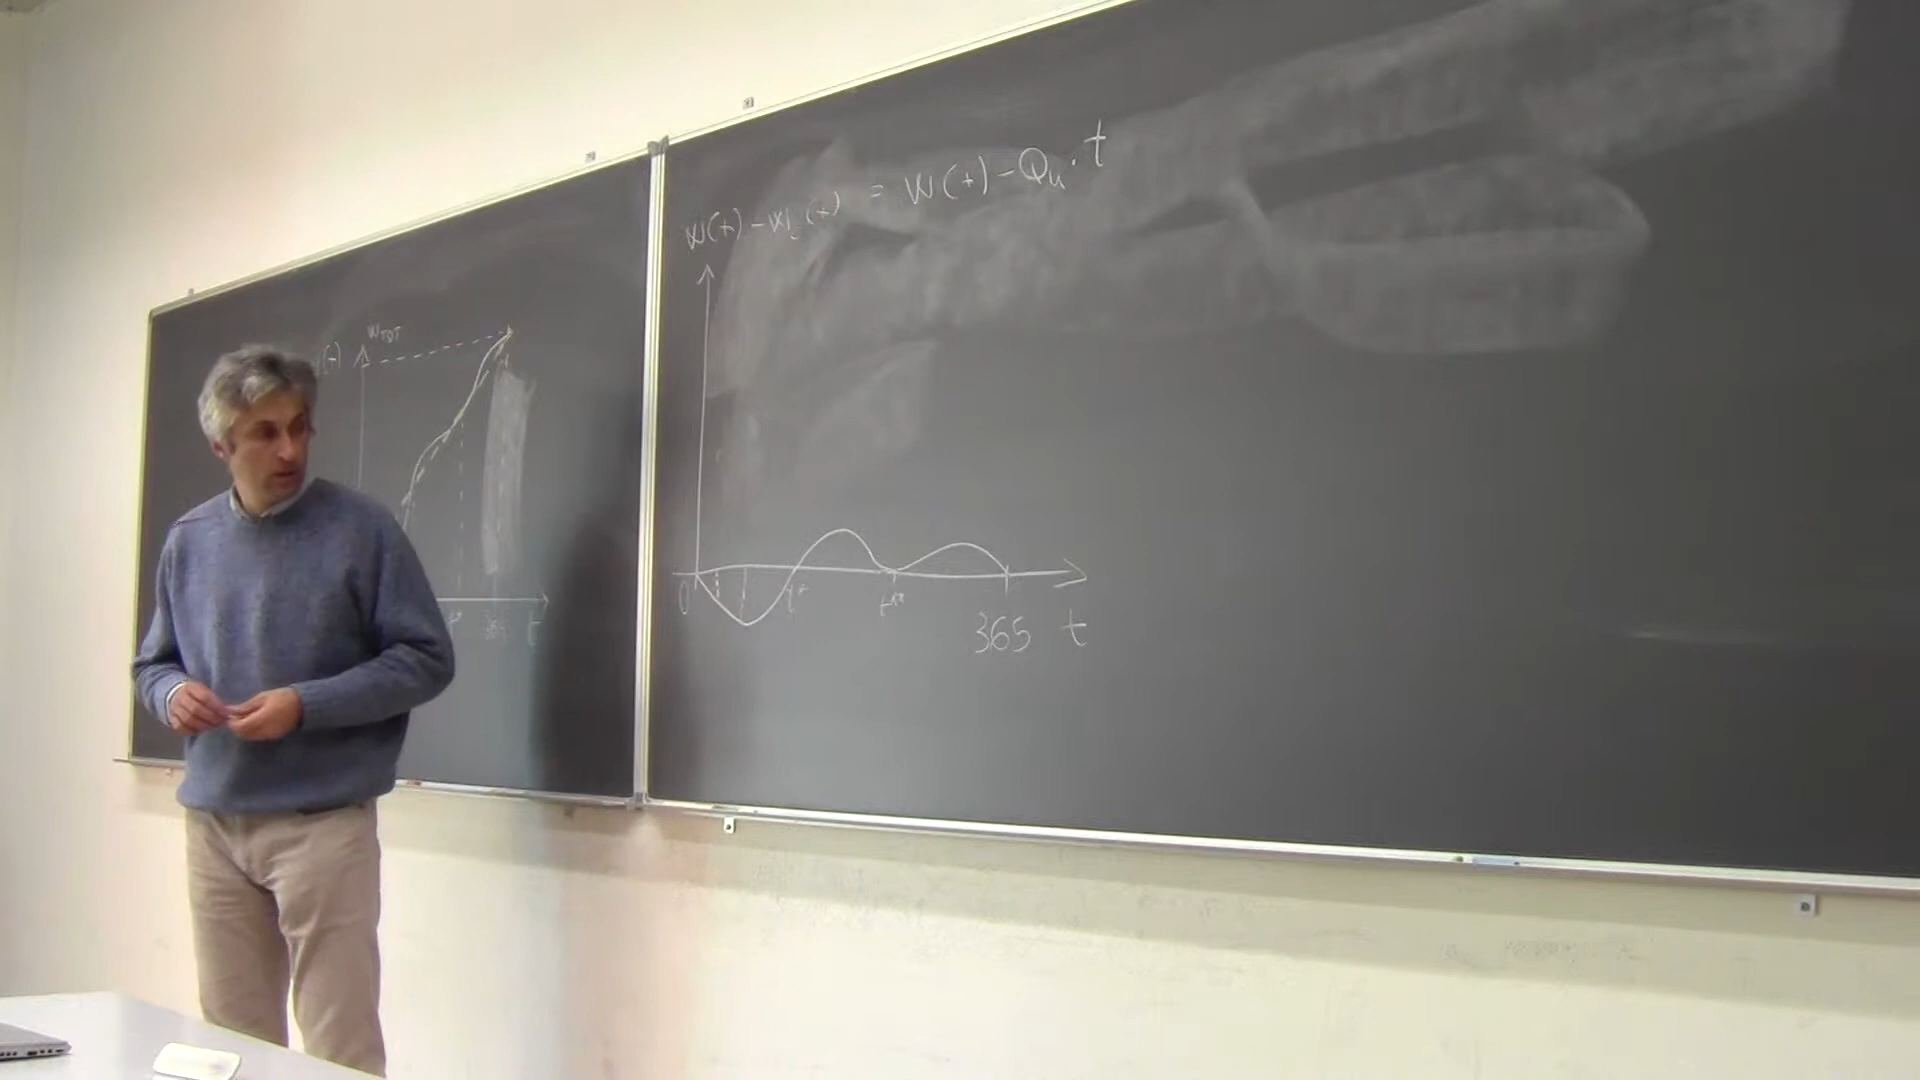 W_TOT
(t)
t* 365 t
W(t) - W_u(t) = W(t) - Q_u · t
0 t* t** 365 t